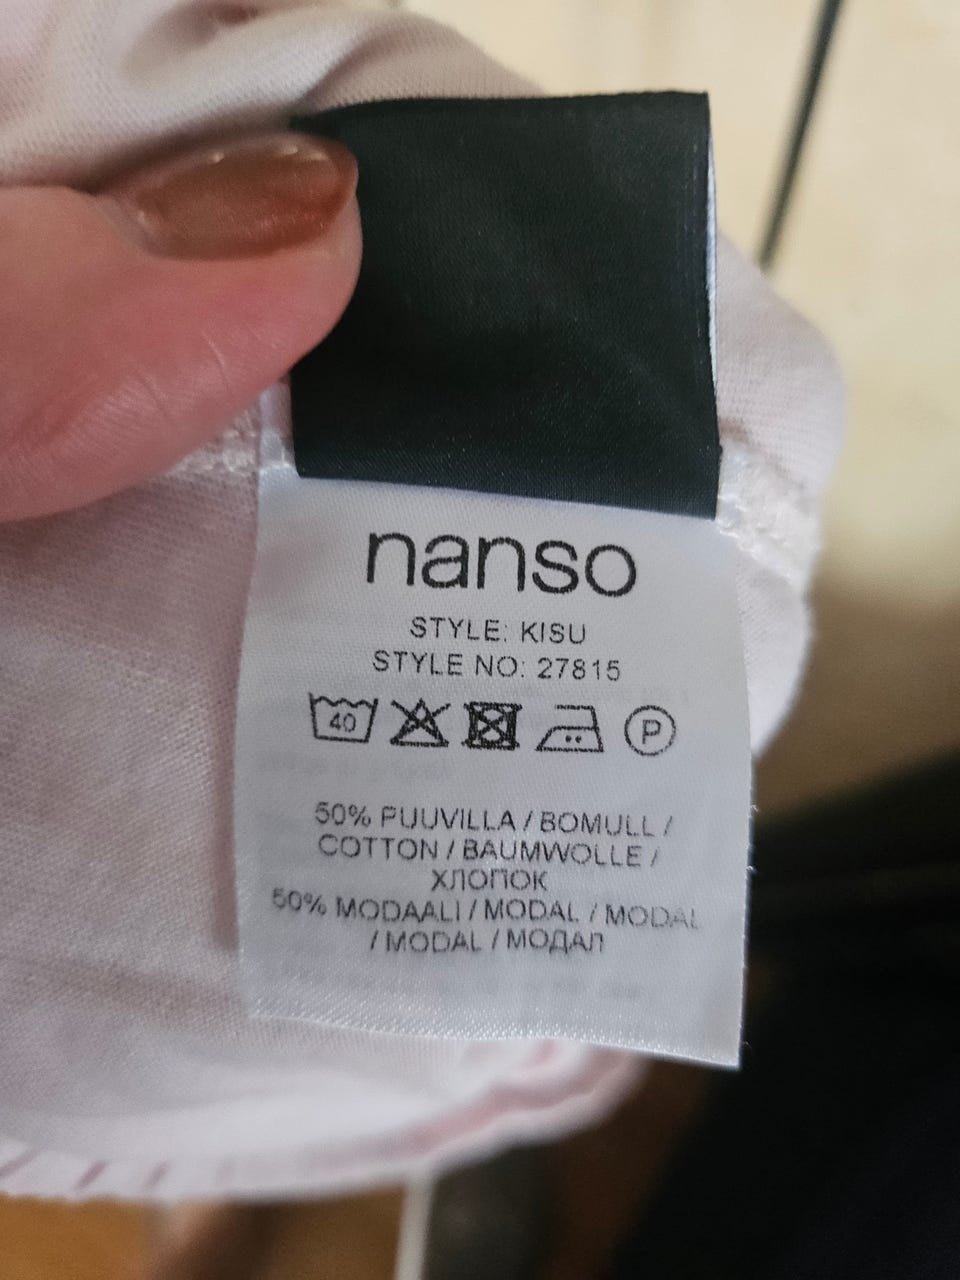 nanso
STYLE: KISU
STYLE NO: 27815
40 P
50% PUUVILLA / BOMULL /
COTTON / BAUMWOLLE /
ХЛОПОК
50% MODAALI / MODAL / MODAL
/ MODAL / МОДАЛ